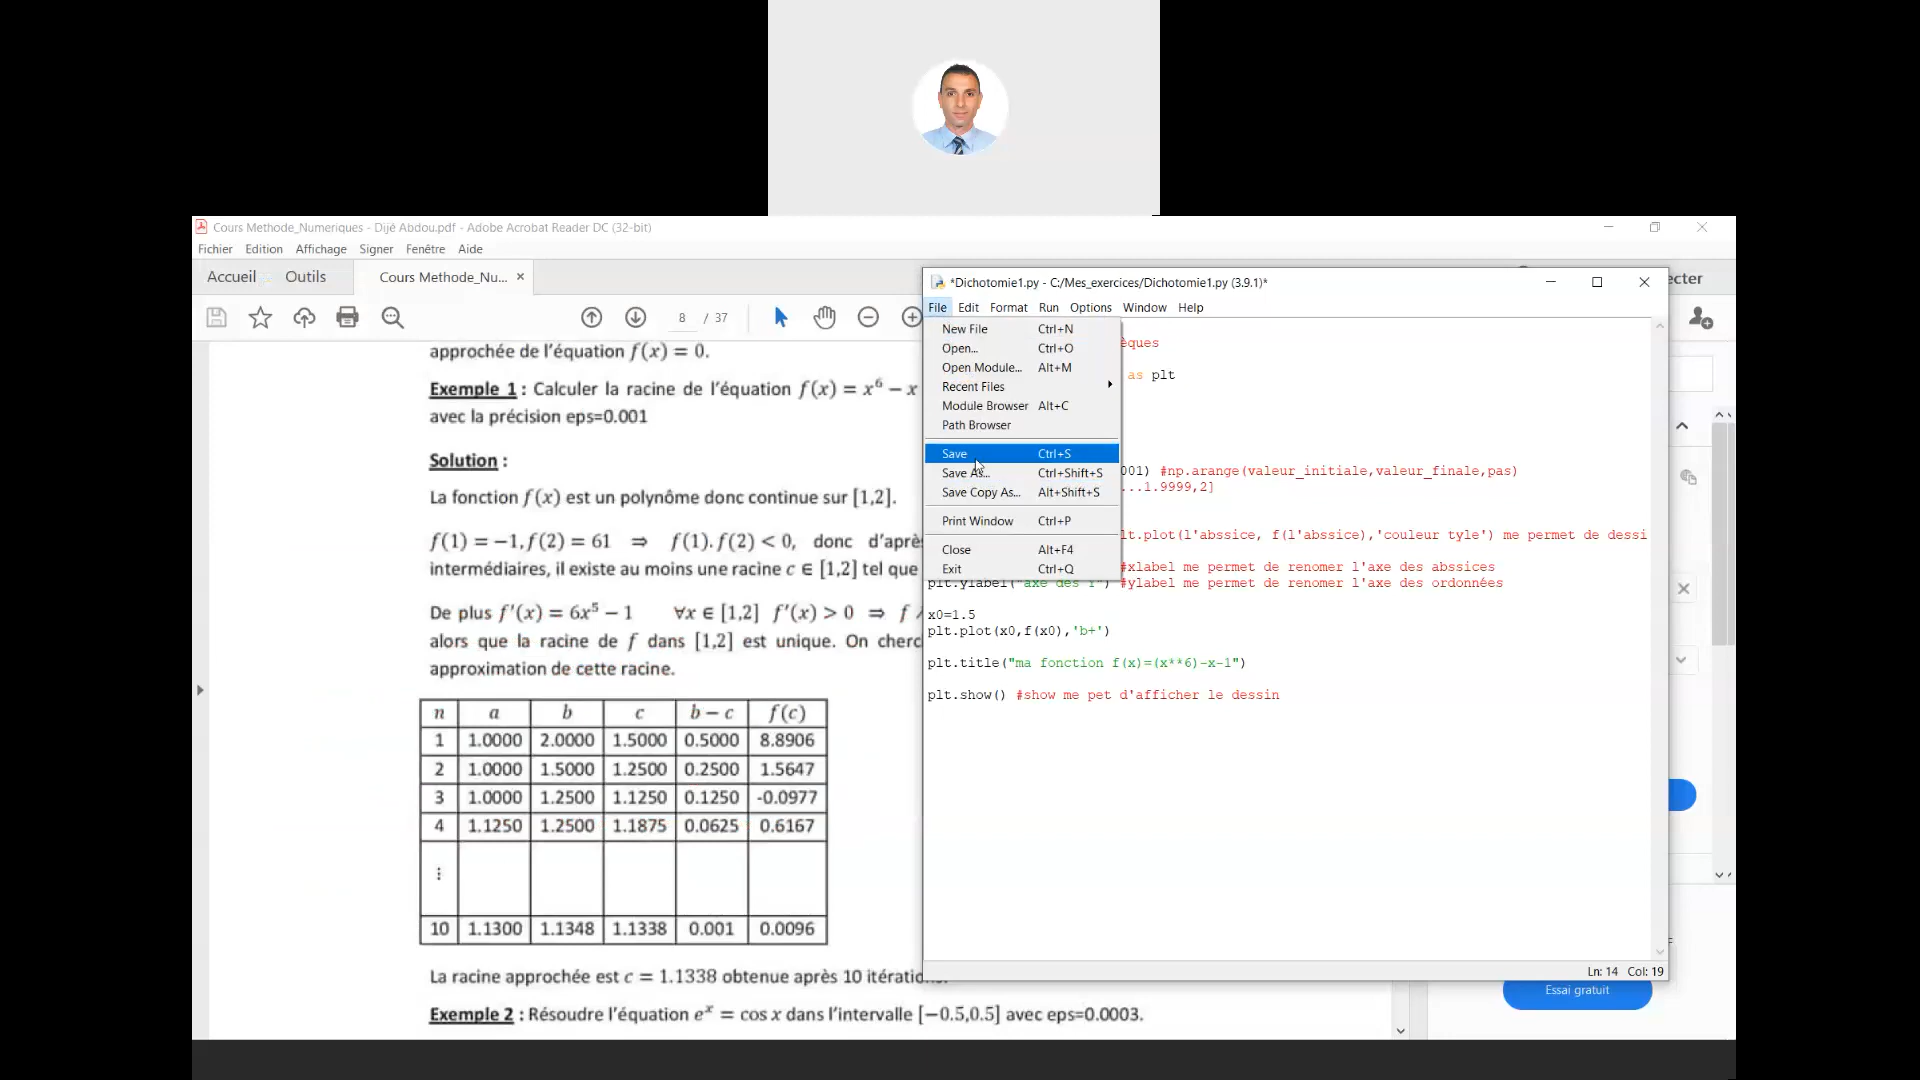 Cours Methode_Numeriques - Dijé Abdou.pdf - Adobe Acrobat Reader DC (32-bit)
Fichier Edition Affichage Signer Fenêtre Aide
Accueil Outils Cours Methode_Nu... ×
8 / 37
approchée de l'équation f(x) = 0.
Exemple 1 : Calculer la racine de l'équation f(x) = x⁶ − x
avec la précision eps=0.001
Solution :
La fonction f(x) est un polynôme donc continue sur [1,2].
f(1) = −1, f(2) = 61 ⇒ f(1).f(2) < 0, donc d'après
intermédiaires, il existe au moins une racine c ∈ [1,2] tel que
De plus f'(x) = 6x⁵ − 1 ∀x ∈ [1,2] f'(x) > 0 ⇒ f
alors que la racine de f dans [1,2] est unique. On cherc
approximation de cette racine.
n a b c b − c f(c)
1 1.0000 2.0000 1.5000 0.5000 8.8906
2 1.0000 1.5000 1.2500 0.2500 1.5647
3 1.0000 1.2500 1.1250 0.1250 -0.0977
4 1.1250 1.2500 1.1875 0.0625 0.6167
⋮
10 1.1300 1.1348 1.1338 0.001 0.0096
La racine approchée est c = 1.1338 obtenue après 10 itératio
Exemple 2 : Résoudre l'équation eˣ = cos x dans l'intervalle [−0.5,0.5] avec eps=0.0003.
*Dichotomie1.py - C:/Mes_exercices/Dichotomie1.py (3.9.1)*
File Edit Format Run Options Window Help
New File Ctrl+N
Open... Ctrl+O
Open Module... Alt+M
Recent Files
Module Browser Alt+C
Path Browser
Save Ctrl+S
Save As... Ctrl+Shift+S
Save Copy As... Alt+Shift+S
Print Window Ctrl+P
Close Alt+F4
Exit Ctrl+Q
èques
as plt
001) #np.arange(valeur_initiale,valeur_finale,pas)
...1.9999,2]
lt.plot(l'abssice, f(l'abssice),'couleur tyle') me permet de dessi
#xlabel me permet de renomer l'axe des abssices
plt.ylabel("axe des Y") #ylabel me permet de renomer l'axe des ordonnées
x0=1.5
plt.plot(x0,f(x0),'b+')
plt.title("ma fonction f(x)=(x**6)-x-1")
plt.show() #show me pet d'afficher le dessin
Ln: 14 Col: 19
cter
Essai gratuit